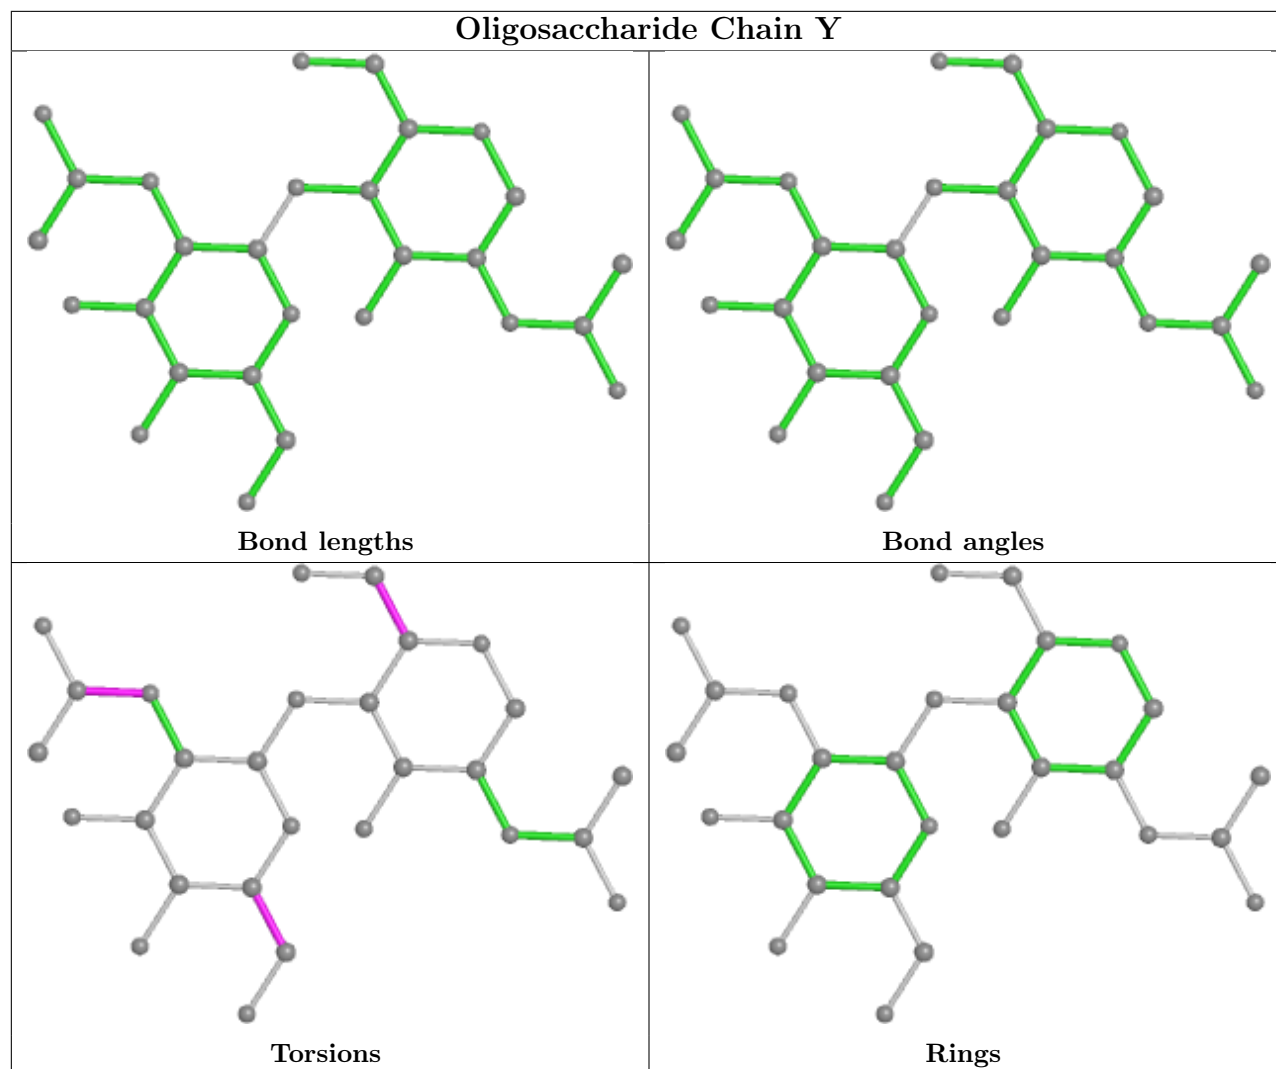 Oligosaccharide Chain Y
Bond lengths
Bond angles
Torsions
Rings